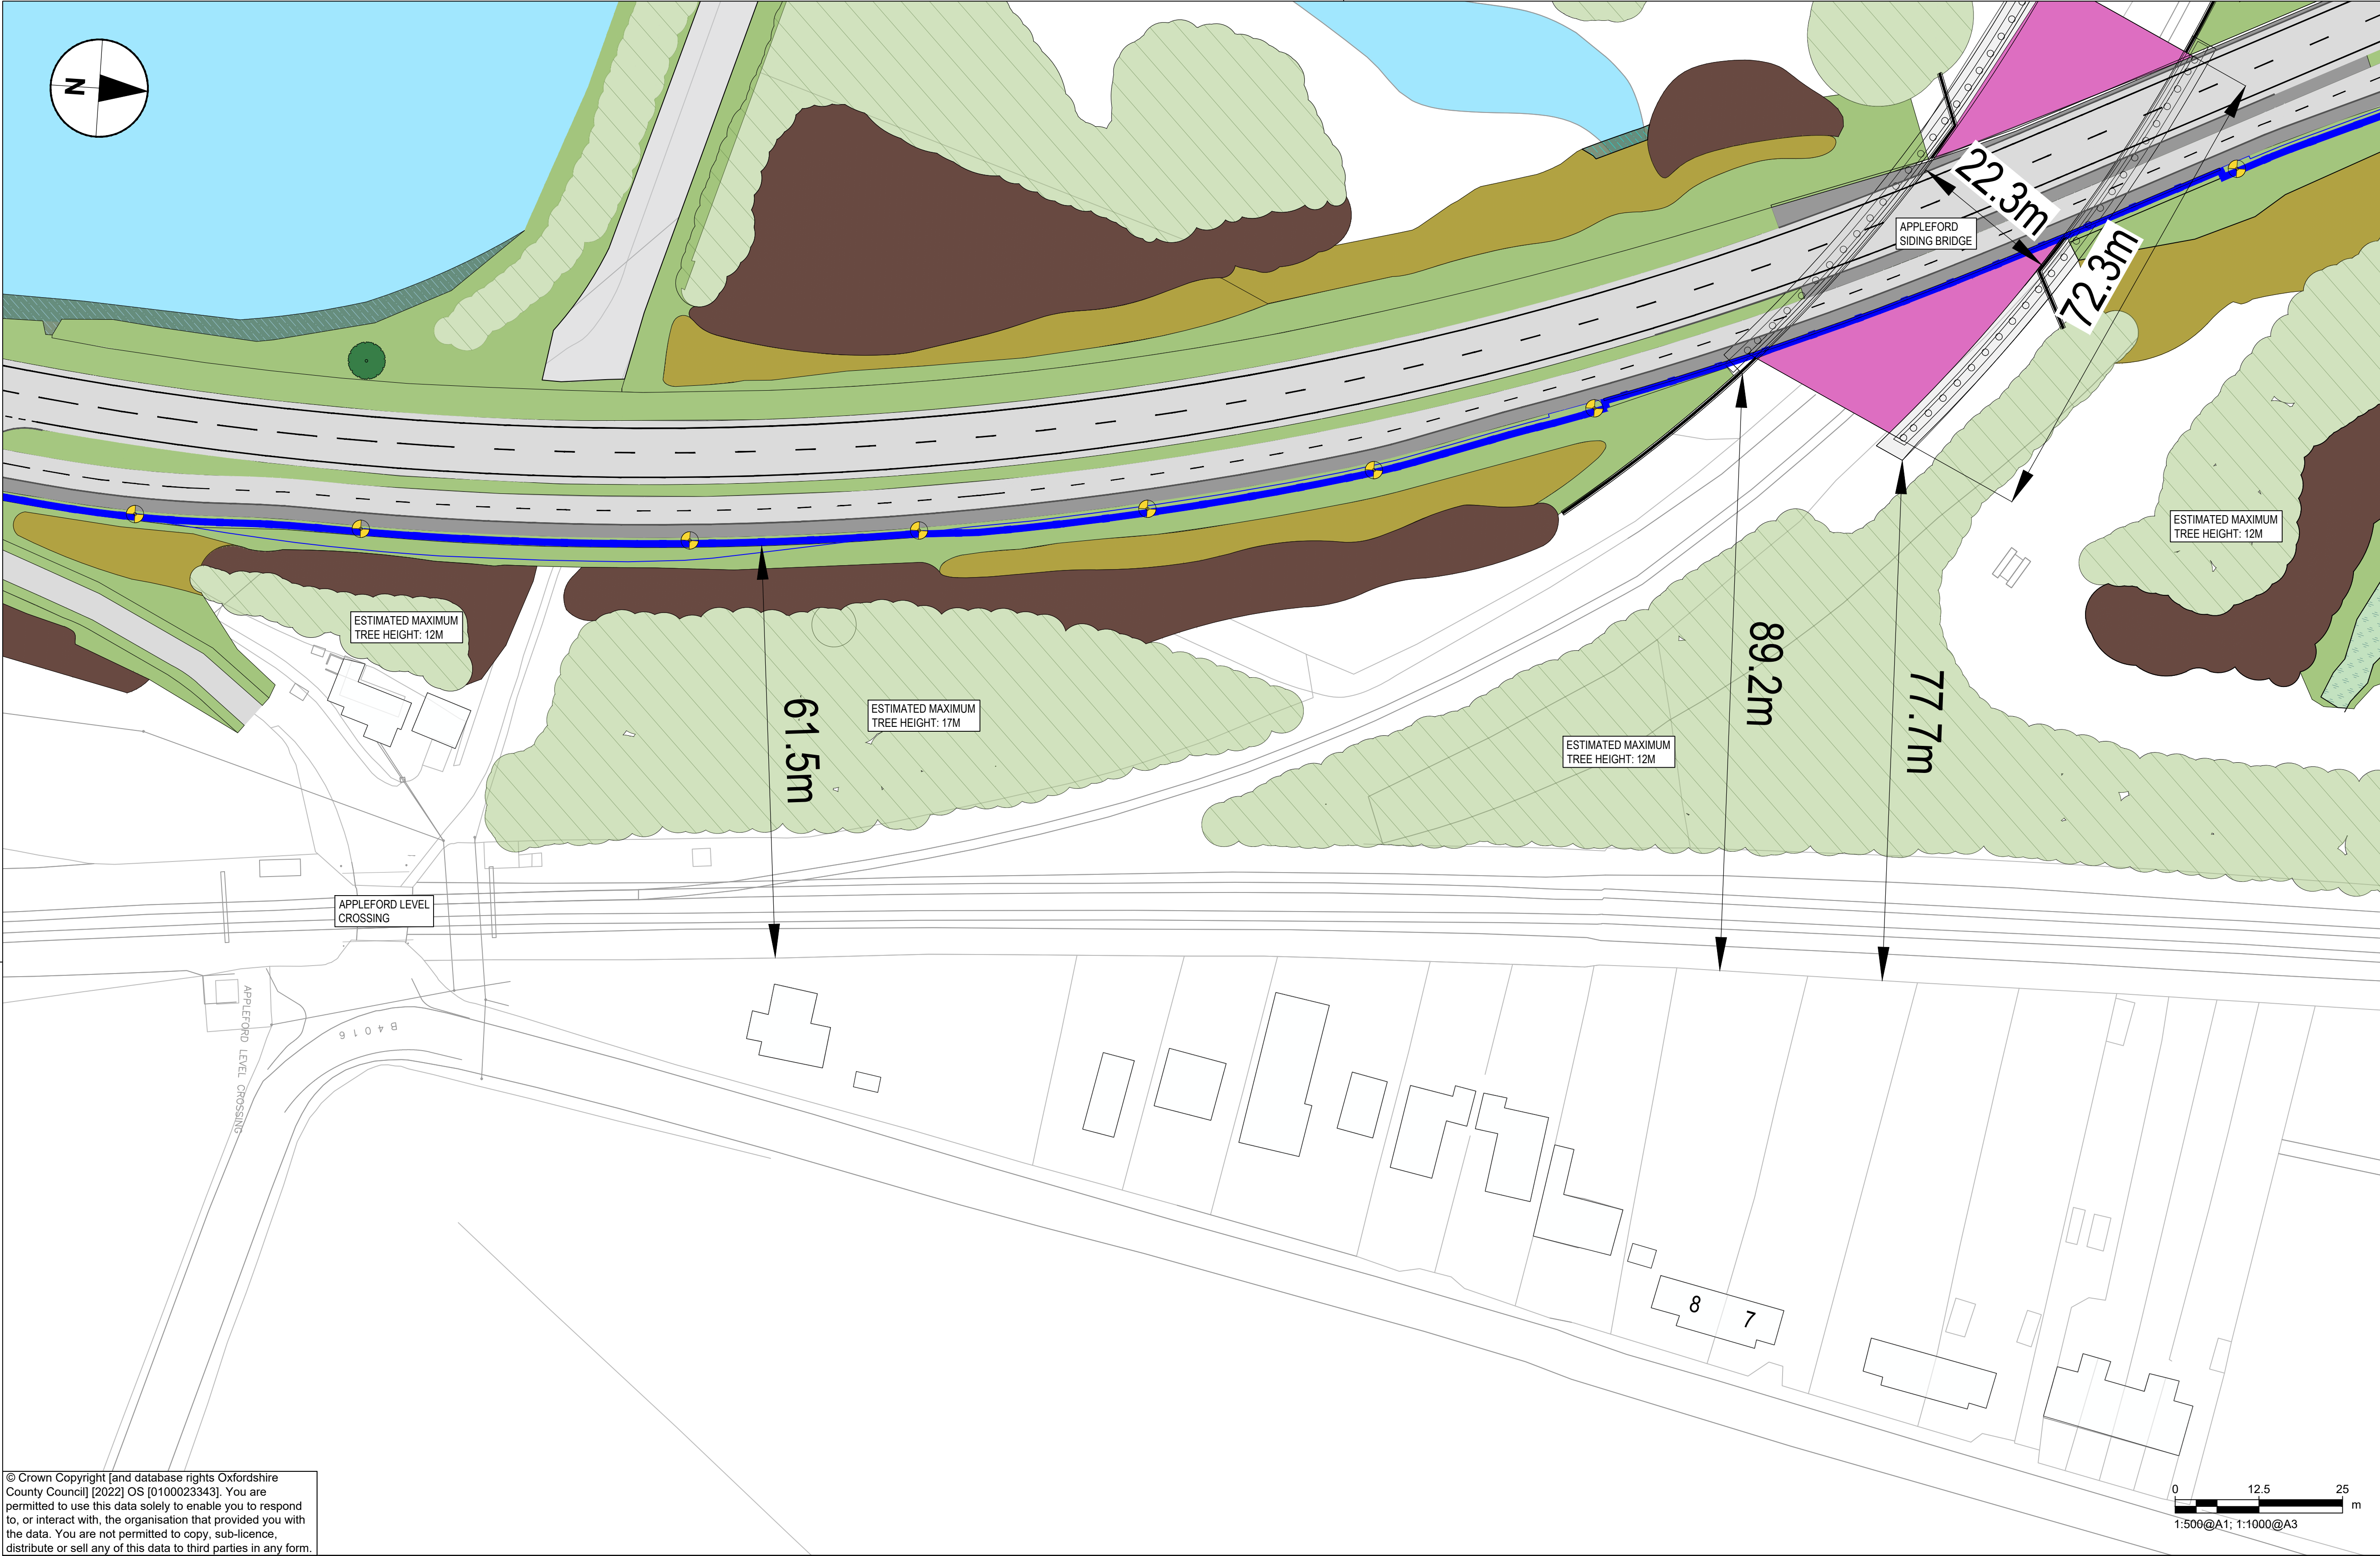 N
22.3m
APPLEFORD
SIDING BRIDGE
72.3m
ESTIMATED MAXIMUM
TREE HEIGHT: 12M
ESTIMATED MAXIMUM
TREE HEIGHT: 12M
61.5m
ESTIMATED MAXIMUM
TREE HEIGHT: 17M
89.2m
77.7m
ESTIMATED MAXIMUM
TREE HEIGHT: 12M
APPLEFORD LEVEL
CROSSING
APPLEFORD LEVEL CROSSING
B 4016
8
7
© Crown Copyright [and database rights Oxfordshire
County Council] [2022] OS [0100023343]. You are
permitted to use this data solely to enable you to respond
to, or interact with, the organisation that provided you with
the data. You are not permitted to copy, sub-licence,
distribute or sell any of this data to third parties in any form.
0 12.5 25
m
1:500@A1; 1:1000@A3